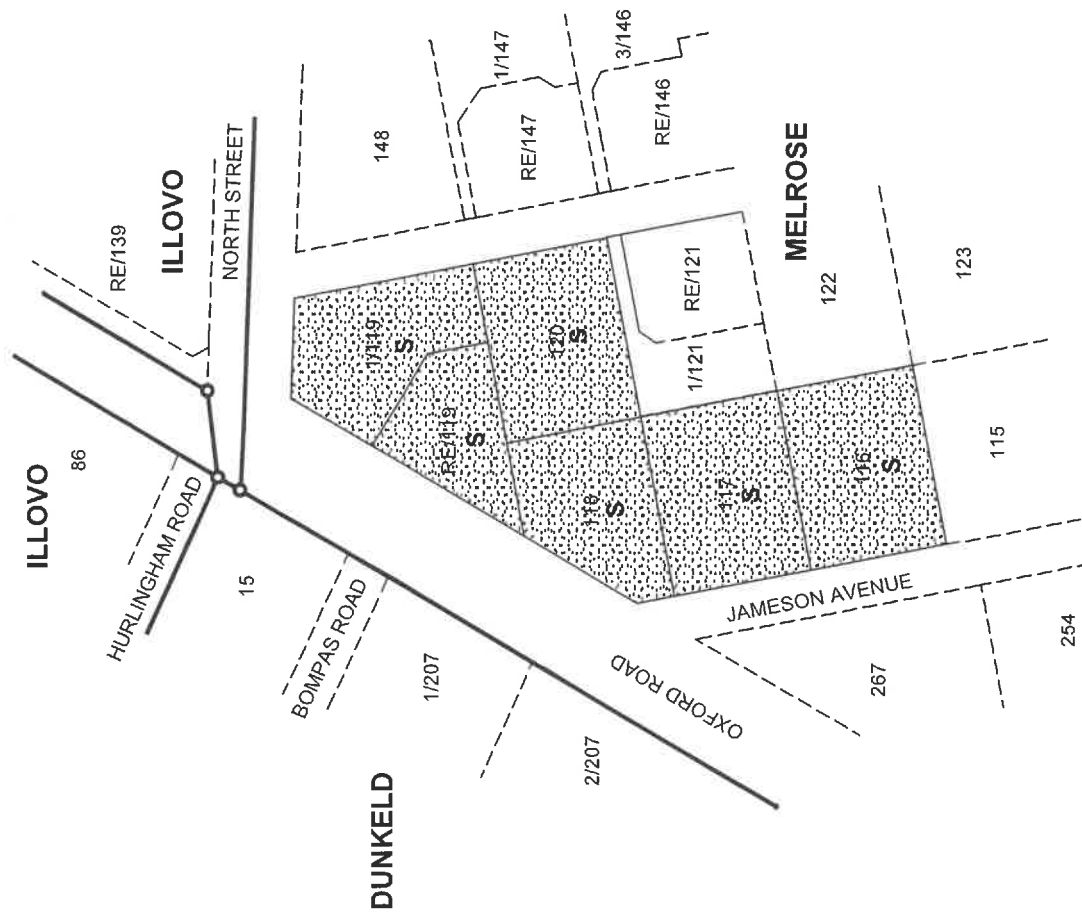 ILLOVO
86
HURLINGHAM ROAD
RE/139
ILLOVO
NORTH STREET
15
BOMPAS ROAD
1/207
DUNKELD
2/207
OXFORD ROAD
148
1/147
RE/147
3/146
RE/146
1/119
S
RE/119
S
120
S
118
S
117
S
116
S
RE/121
1/121
MELROSE
122
123
115
JAMESON AVENUE
267
254